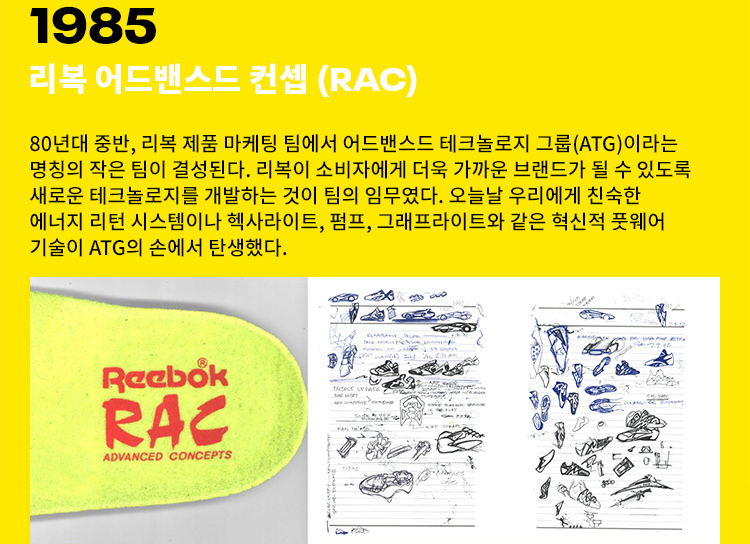 1985
리복 어드밴스드 컨셉 (RAC)
80년대 중반, 리복 제품 마케팅 팀에서 어드밴스드 테크놀로지 그룹(ATG)이라는
명칭의 작은 팀이 결성된다. 리복이 소비자에게 더욱 가까운 브랜드가 될 수 있도록
새로운 테크놀로지를 개발하는 것이 팀의 임무였다. 오늘날 우리에게 친숙한
에너지 리턴 시스템이나 헥사라이트, 펌프, 그래프라이트와 같은 혁신적 풋웨어
기술이 ATG의 손에서 탄생했다.
Reebok®
RAC
ADVANCED CONCEPTS